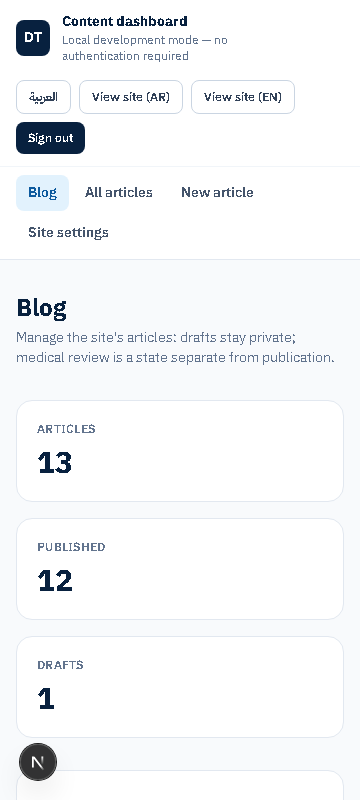 DT
Content dashboard
Local development mode — no
authentication required
العربية
View site (AR)
View site (EN)
Sign out
Blog
All articles
New article
Site settings
Blog
Manage the site's articles: drafts stay private;
medical review is a state separate from publication.
ARTICLES
13
PUBLISHED
12
DRAFTS
1
N